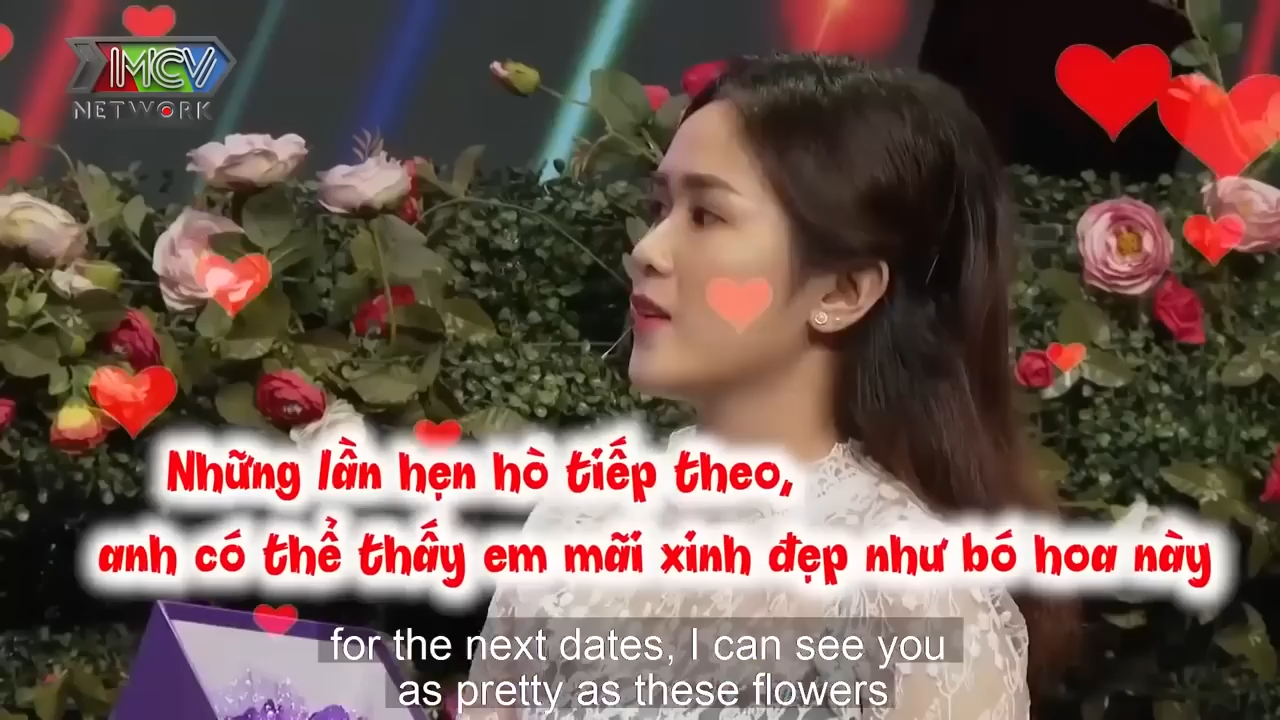 MCV
NETWORK
Những lần hẹn hò tiếp theo,
anh có thể thấy em mãi xinh đẹp như bó hoa này
for the next dates, I can see you
as pretty as these flowers